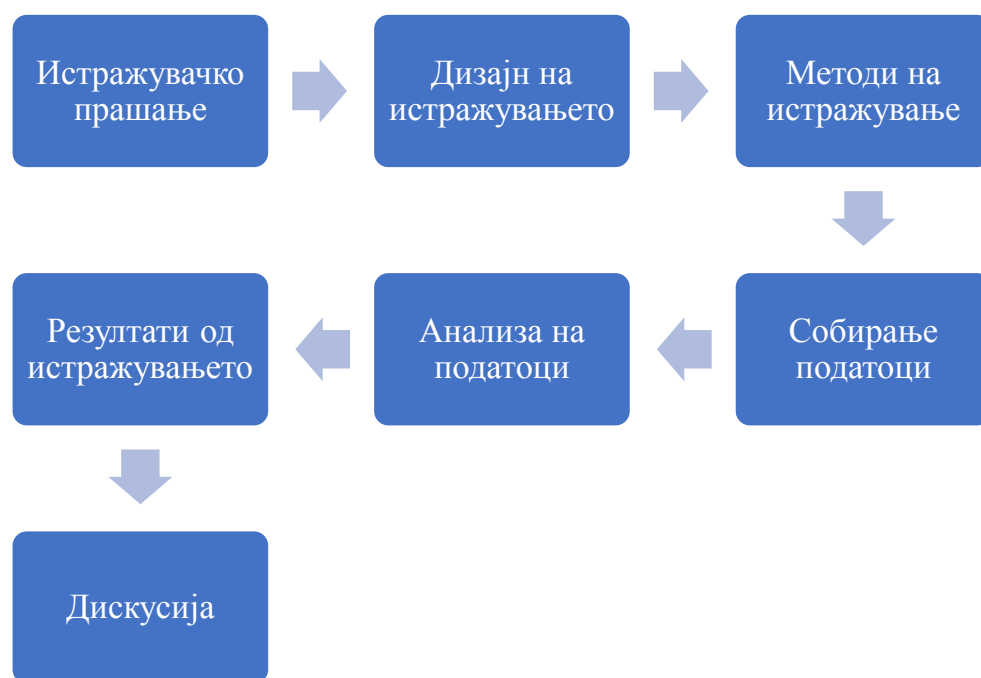 Истражувачко
прашање
Дизајн на
истражувањето
Методи на
истражување
Собирање
податоци
Анализа на
податоци
Резултати од
истражувањето
Дискусија